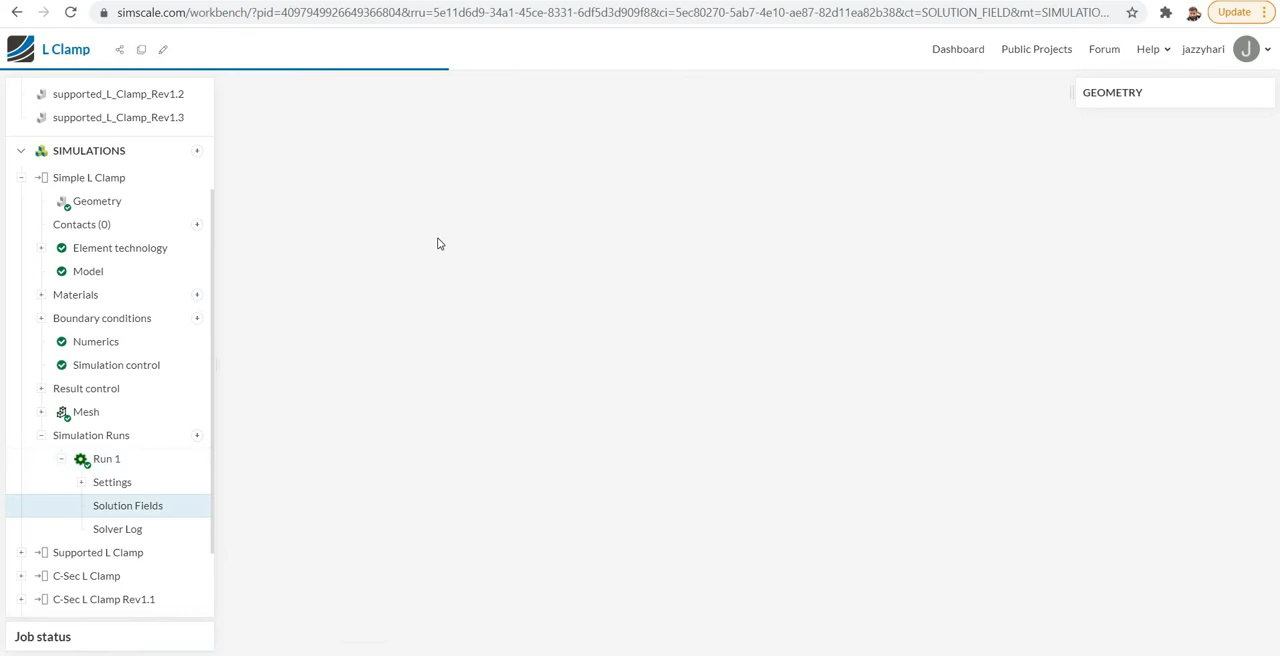 simscale.com/workbench/?pid=4097949926649366804&rru=5e11d6d9-34a1-45ce-8331-6df5d3d909f8&ci=5ec80270-5ab7-4e10-ae87-82d11ea82b38&ct=SOLUTION_FIELD&mt=SIMULATIO...
Update
L Clamp
Dashboard
Public Projects
Forum
Help
jazzyhari
J
supported_L_Clamp_Rev1.2
supported_L_Clamp_Rev1.3
GEOMETRY
SIMULATIONS
Simple L Clamp
Geometry
Contacts (0)
Element technology
Model
Materials
Boundary conditions
Numerics
Simulation control
Result control
Mesh
Simulation Runs
Run 1
Settings
Solution Fields
Solver Log
Supported L Clamp
C-Sec L Clamp
C-Sec L Clamp Rev1.1
Job status